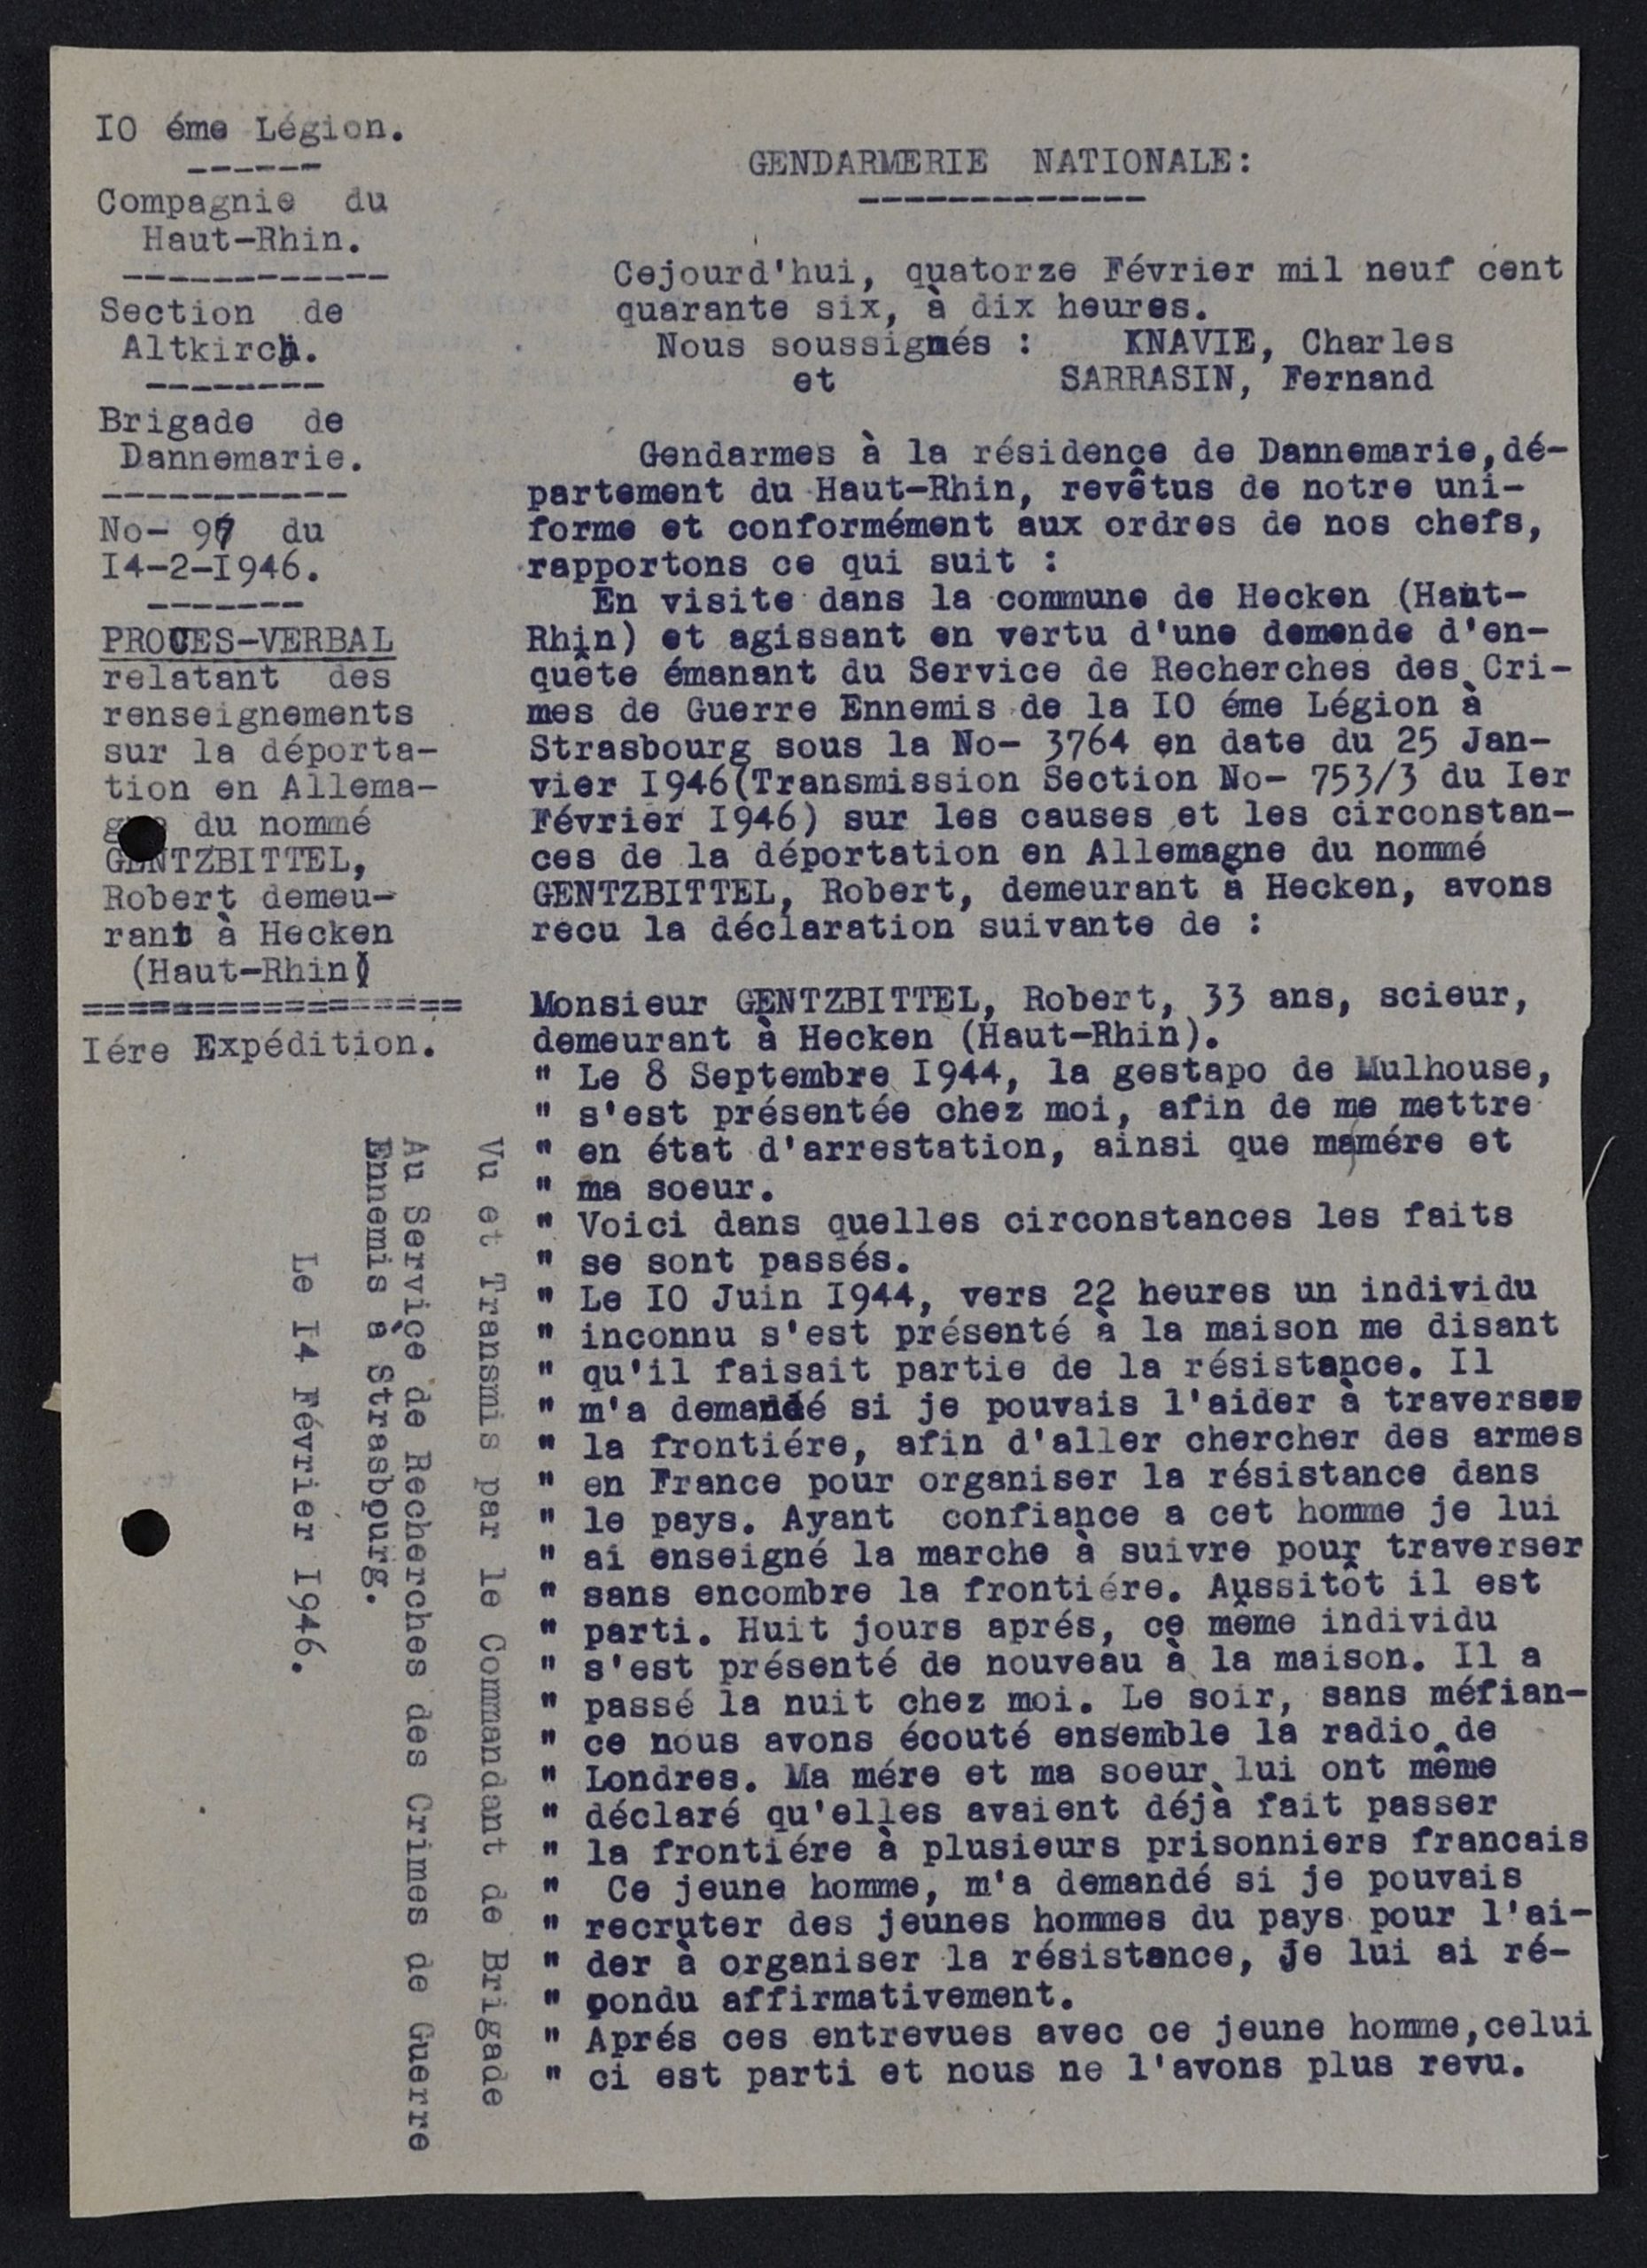 IO éme Légion.
------
Compagnie du
Haut-Rhin.
------------
Section de
Altkirch.
--------
Brigade de
Dannemarie.
-----------
No- 97 du
I4-2-I946.
-------
PROCES-VERBAL
relatant des
renseignements
sur la déporta-
tion en Allema-
gne du nommé
GENTZBITTEL,
Robert demeu-
rant à Hecken
(Haut-Rhin)
=================
Iére Expédition.
Vu et Transmis par le Commandant de Brigade
Au Service de Recherches des Crimes de Guerre
Ennemis à Strasbourg.
Le I4 Février I946.
GENDARMERIE NATIONALE:
-------------
Cejourd'hui, quatorze Février mil neuf cent
quarante six, à dix heures.
Nous soussignés : KNAVIE, Charles
et SARRASIN, Fernand
Gendarmes à la résidence de Dannemarie,dé-
partement du Haut-Rhin, revêtus de notre uni-
forme et conformément aux ordres de nos chefs,
rapportons ce qui suit :
En visite dans la commune de Hecken (Haut-
Rhin) et agissant en vertu d'une demende d'en-
quête émanant du Service de Recherches des Cri-
mes de Guerre Ennemis de la IO éme Légion à
Strasbourg sous la No- 3764 en date du 25 Jan-
vier I946(Transmission Section No- 753/3 du Ier
Février I946) sur les causes et les circonstan-
ces de la déportation en Allemagne du nommé
GENTZBITTEL, Robert, demeurant à Hecken, avons
recu la déclaration suivante de :
Monsieur GENTZBITTEL, Robert, 33 ans, scieur,
demeurant à Hecken (Haut-Rhin).
" Le 8 Septembre I944, la gestapo de Mulhouse,
" s'est présentée chez moi, afin de me mettre
" en état d'arrestation, ainsi que ma/mére et
" ma soeur.
" Voici dans quelles circonstances les faits
" se sont passés.
" Le IO Juin I944, vers 22 heures un individu
" inconnu s'est présenté à la maison me disant
" qu'il faisait partie de la résistance. Il
" m'a demandé si je pouvais l'aider à traverser
" la frontiére, afin d'aller chercher des armes
" en France pour organiser la résistance dans
" le pays. Ayant confiance a cet homme je lui
" ai enseigné la marche à suivre pour traverser
" sans encombre la frontiére. Aussitôt il est
" parti. Huit jours aprés, ce même individu
" s'est présenté de nouveau à la maison. Il a
" passé la nuit chez moi. Le soir, sans méfian-
" ce nous avons écouté ensemble la radio de
" Londres. Ma mére et ma soeur lui ont même
" déclaré qu'elles avaient déjà fait passer
" la frontiére à plusieurs prisonniers francais
" Ce jeune homme, m'a demandé si je pouvais
" recruter des jeunes hommes du pays pour l'ai-
" der à organiser la résistance, Je lui ai ré-
" pondu affirmativement.
" Aprés ces entrevues avec ce jeune homme,celui
" ci est parti et nous ne l'avons plus revu.